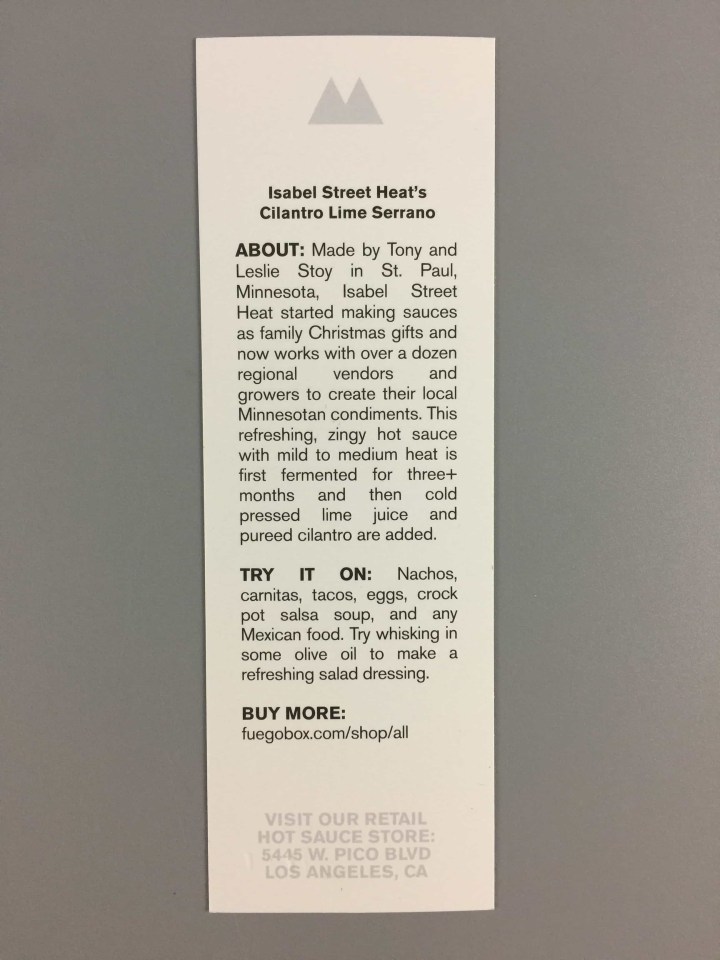 Isabel Street Heat's
Cilantro Lime Serrano
ABOUT: Made by Tony and
Leslie Stoy in St. Paul,
Minnesota, Isabel Street
Heat started making sauces
as family Christmas gifts and
now works with over a dozen
regional vendors and
growers to create their local
Minnesotan condiments. This
refreshing, zingy hot sauce
with mild to medium heat is
first fermented for three+
months and then cold
pressed lime juice and
pureed cilantro are added.
TRY IT ON: Nachos,
carnitas, tacos, eggs, crock
pot salsa soup, and any
Mexican food. Try whisking in
some olive oil to make a
refreshing salad dressing.
BUY MORE:
fuegobox.com/shop/all
VISIT OUR RETAIL
HOT SAUCE STORE:
5445 W. PICO BLVD
LOS ANGELES, CA